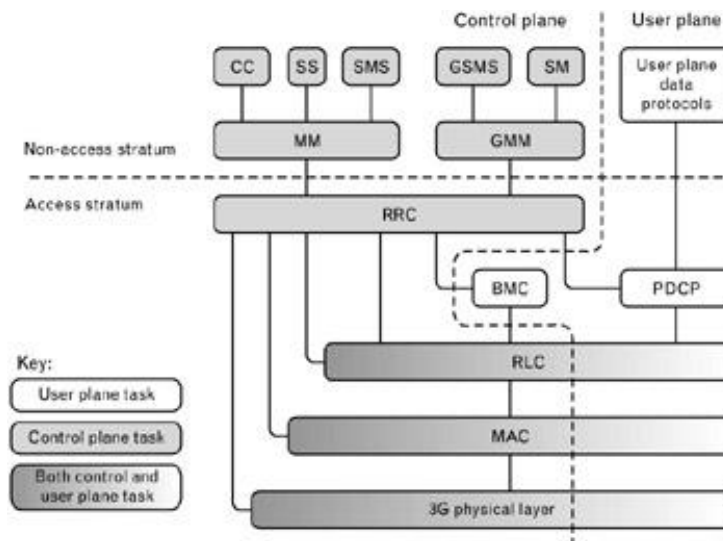 Control plane
User plane
CC
SS
SMS
GSMS
SM
User plane
data
protocols
MM
GMM
Non-access stratum
Access stratum
RRC
BMC
PDCP
Key:
RLC
User plane task
Control plane task
MAC
Both control and
user plane task
3G physical layer